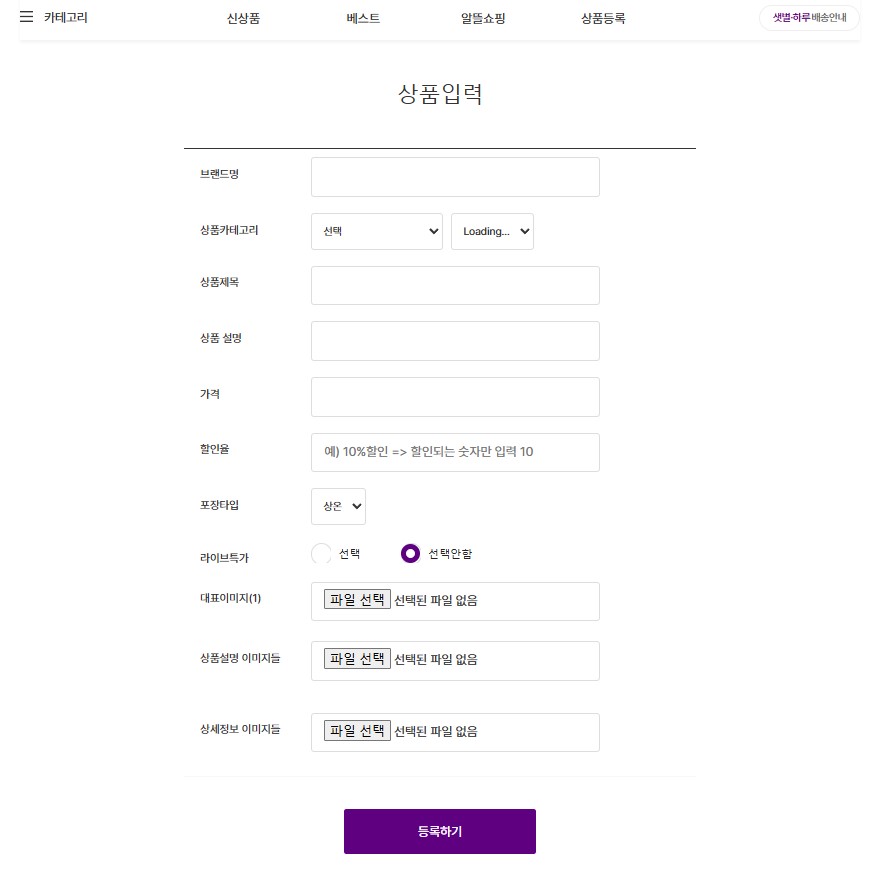 카테고리 신상품 베스트 알뜰쇼핑 상품등록 샛별·하루 배송안내
상품입력
브랜드명
상품카테고리 선택 Loading...
상품제목
상품 설명
가격
할인율 예) 10%할인 => 할인되는 숫자만 입력 10
포장타입 상온
라이브특가 선택 선택안함
대표이미지(1) 파일 선택 선택된 파일 없음
상품설명 이미지들 파일 선택 선택된 파일 없음
상세정보 이미지들 파일 선택 선택된 파일 없음
등록하기